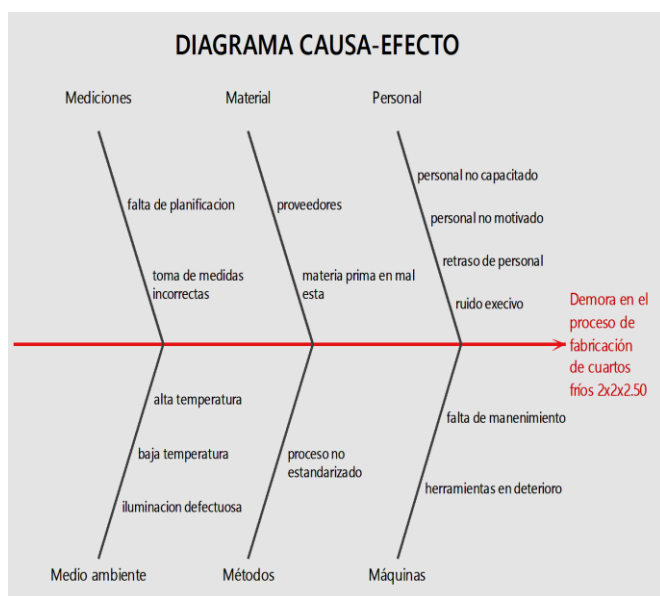 DIAGRAMA CAUSA-EFECTO
Mediciones
Material
Personal
personal no capacitado
falta de planificacion
proveedores
personal no motivado
retraso de personal
toma de medidas
incorrectas
materia prima en mal
esta
ruido execivo
Demora en el
proceso de
fabricación
de cuartos
fríos 2x2x2.50
alta temperatura
falta de manenimiento
baja temperatura
proceso no
estandarizado
herramientas en deterioro
iluminacion defectuosa
Medio ambiente
Métodos
Máquinas